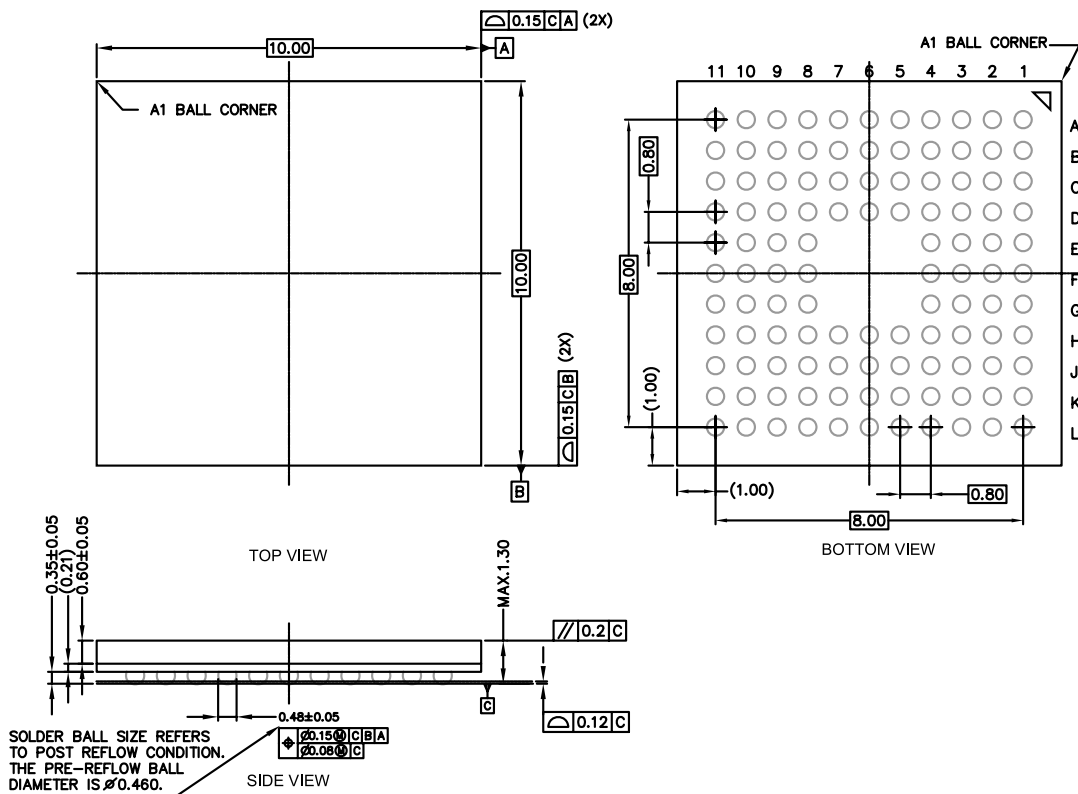 0.15 C A (2X)
10.00
A
A1 BALL CORNER
10.00
0.15 C B (2X)
B
TOP VIEW
A1 BALL CORNER
11 10 9 8 7 6 5 4 3 2 1
A
B
C
D
E
F
G
H
J
K
L
0.80
8.00
(1.00)
(1.00)
0.80
8.00
BOTTOM VIEW
0.35±0.05
(0.21)
0.60±0.05
MAX.1.30
// 0.2 C
C
0.12 C
0.48±0.05
⌖ Ø0.15Ⓜ C B A
Ø0.08Ⓜ C
SOLDER BALL SIZE REFERS
TO POST REFLOW CONDITION.
THE PRE-REFLOW BALL
DIAMETER IS Ø0.460.
SIDE VIEW